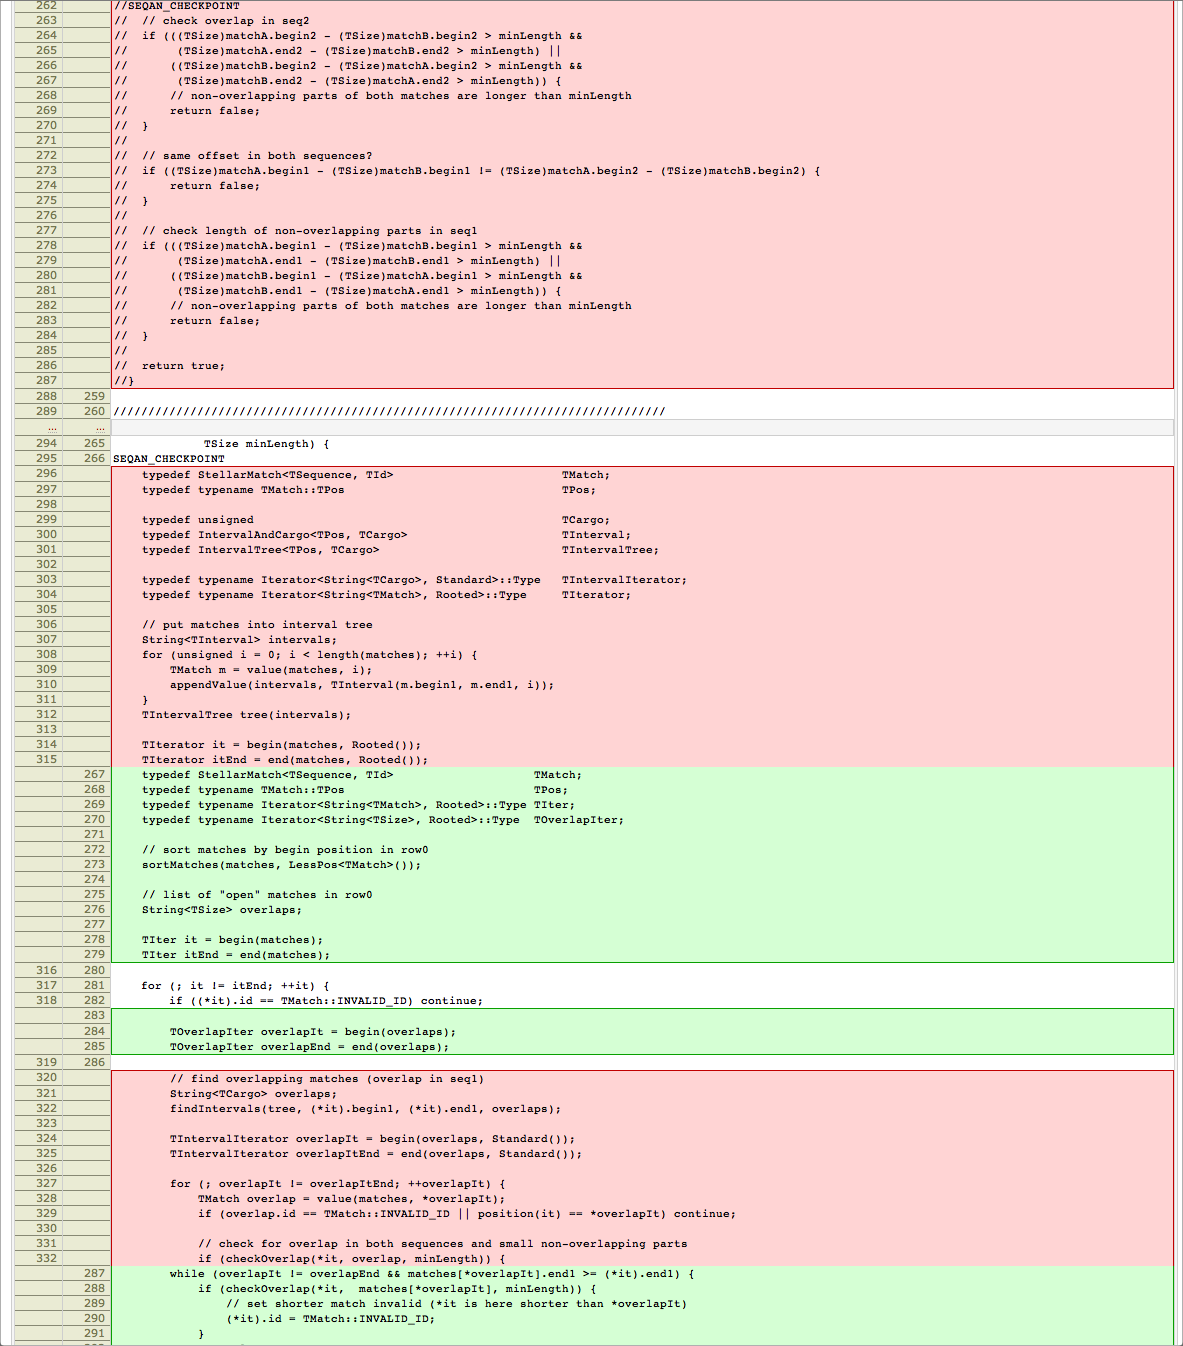 262 //SEQAN_CHECKPOINT
263 //  // check overlap in seq2
264 //  if (((TSize)matchA.begin2 - (TSize)matchB.begin2 > minLength &&
265 //       (TSize)matchA.end2 - (TSize)matchB.end2 > minLength) ||
266 //      ((TSize)matchB.begin2 - (TSize)matchA.begin2 > minLength &&
267 //       (TSize)matchB.end2 - (TSize)matchA.end2 > minLength)) {
268 //      // non-overlapping parts of both matches are longer than minLength
269 //      return false;
270 //  }
271 //
272 //  // same offset in both sequences?
273 //  if ((TSize)matchA.begin1 - (TSize)matchB.begin1 != (TSize)matchA.begin2 - (TSize)matchB.begin2) {
274 //      return false;
275 //  }
276 //
277 //  // check length of non-overlapping parts in seq1
278 //  if (((TSize)matchA.begin1 - (TSize)matchB.begin1 > minLength &&
279 //       (TSize)matchA.end1 - (TSize)matchB.end1 > minLength) ||
280 //      ((TSize)matchB.begin1 - (TSize)matchA.begin1 > minLength &&
281 //       (TSize)matchB.end1 - (TSize)matchA.end1 > minLength)) {
282 //      // non-overlapping parts of both matches are longer than minLength
283 //      return false;
284 //  }
285 //
286 //  return true;
287 //}
288 259
289 260 ///////////////////////////////////////////////////////////////////////////////
... ...
294 265              TSize minLength) {
295 266 SEQAN_CHECKPOINT
296     typedef StellarMatch<TSequence, TId>                        TMatch;
297     typedef typename TMatch::TPos                               TPos;
298
299     typedef unsigned                                            TCargo;
300     typedef IntervalAndCargo<TPos, TCargo>                      TInterval;
301     typedef IntervalTree<TPos, TCargo>                          TIntervalTree;
302
303     typedef typename Iterator<String<TCargo>, Standard>::Type   TIntervalIterator;
304     typedef typename Iterator<String<TMatch>, Rooted>::Type     TIterator;
305
306     // put matches into interval tree
307     String<TInterval> intervals;
308     for (unsigned i = 0; i < length(matches); ++i) {
309         TMatch m = value(matches, i);
310         appendValue(intervals, TInterval(m.begin1, m.end1, i));
311     }
312     TIntervalTree tree(intervals);
313
314     TIterator it = begin(matches, Rooted());
315     TIterator itEnd = end(matches, Rooted());
267     typedef StellarMatch<TSequence, TId>                    TMatch;
268     typedef typename TMatch::TPos                           TPos;
269     typedef typename Iterator<String<TMatch>, Rooted>::Type TIter;
270     typedef typename Iterator<String<TSize>, Rooted>::Type  TOverlapIter;
271
272     // sort matches by begin position in row0
273     sortMatches(matches, LessPos<TMatch>());
274
275     // list of "open" matches in row0
276     String<TSize> overlaps;
277
278     TIter it = begin(matches);
279     TIter itEnd = end(matches);
316 280
317 281     for (; it != itEnd; ++it) {
318 282         if ((*it).id == TMatch::INVALID_ID) continue;
283
284         TOverlapIter overlapIt = begin(overlaps);
285         TOverlapIter overlapEnd = end(overlaps);
319 286
320         // find overlapping matches (overlap in seq1)
321         String<TCargo> overlaps;
322         findIntervals(tree, (*it).begin1, (*it).end1, overlaps);
323
324         TIntervalIterator overlapIt = begin(overlaps, Standard());
325         TIntervalIterator overlapItEnd = end(overlaps, Standard());
326
327         for (; overlapIt != overlapItEnd; ++overlapIt) {
328             TMatch overlap = value(matches, *overlapIt);
329             if (overlap.id == TMatch::INVALID_ID || position(it) == *overlapIt) continue;
330
331             // check for overlap in both sequences and small non-overlapping parts
332             if (checkOverlap(*it, overlap, minLength)) {
287         while (overlapIt != overlapEnd && matches[*overlapIt].end1 >= (*it).end1) {
288             if (checkOverlap(*it,  matches[*overlapIt], minLength)) {
289                 // set shorter match invalid (*it is here shorter than *overlapIt)
290                 (*it).id = TMatch::INVALID_ID;
291             }